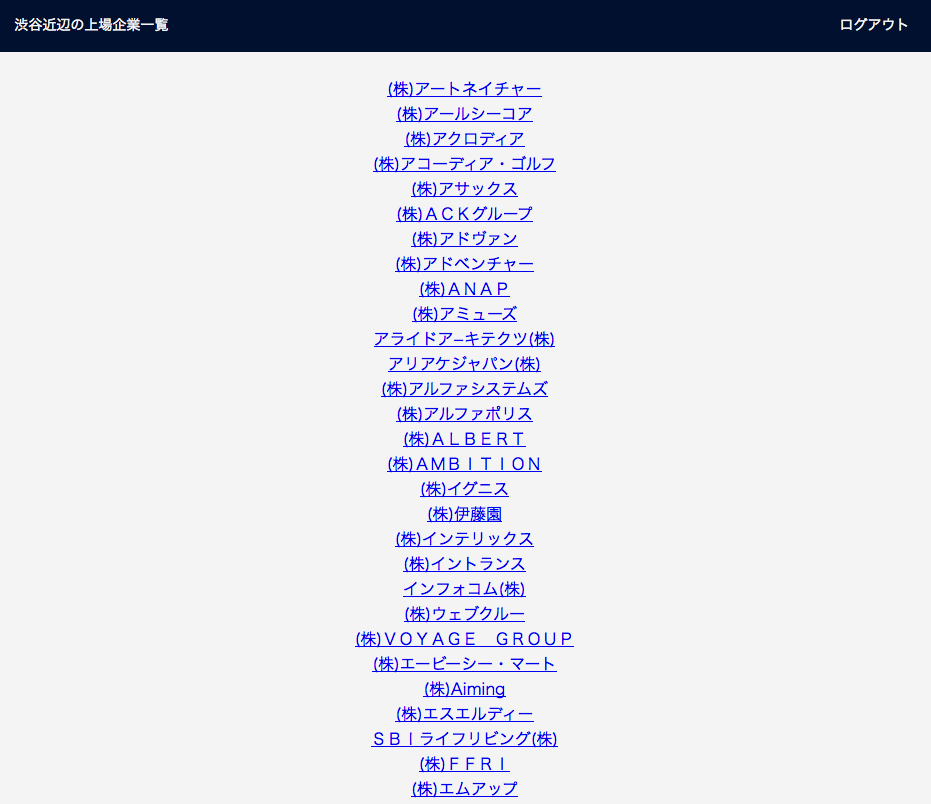 渋谷近辺の上場企業一覧
ログアウト
(株)アートネイチャー
(株)アールシーコア
(株)アクロディア
(株)アコーディア・ゴルフ
(株)アサックス
(株)ＡＣＫグループ
(株)アドヴァン
(株)アドベンチャー
(株)ＡＮＡＰ
(株)アミューズ
アライドア−キテクツ(株)
アリアケジャパン(株)
(株)アルファシステムズ
(株)アルファポリス
(株)ＡＬＢＥＲＴ
(株)ＡＭＢＩＴＩＯＮ
(株)イグニス
(株)伊藤園
(株)インテリックス
(株)イントランス
インフォコム(株)
(株)ウェブクルー
(株)ＶＯＹＡＧＥ　ＧＲＯＵＰ
(株)エービーシー・マート
(株)Aiming
(株)エスエルディー
ＳＢＩライフリビング(株)
(株)ＦＦＲＩ
(株)エムアップ